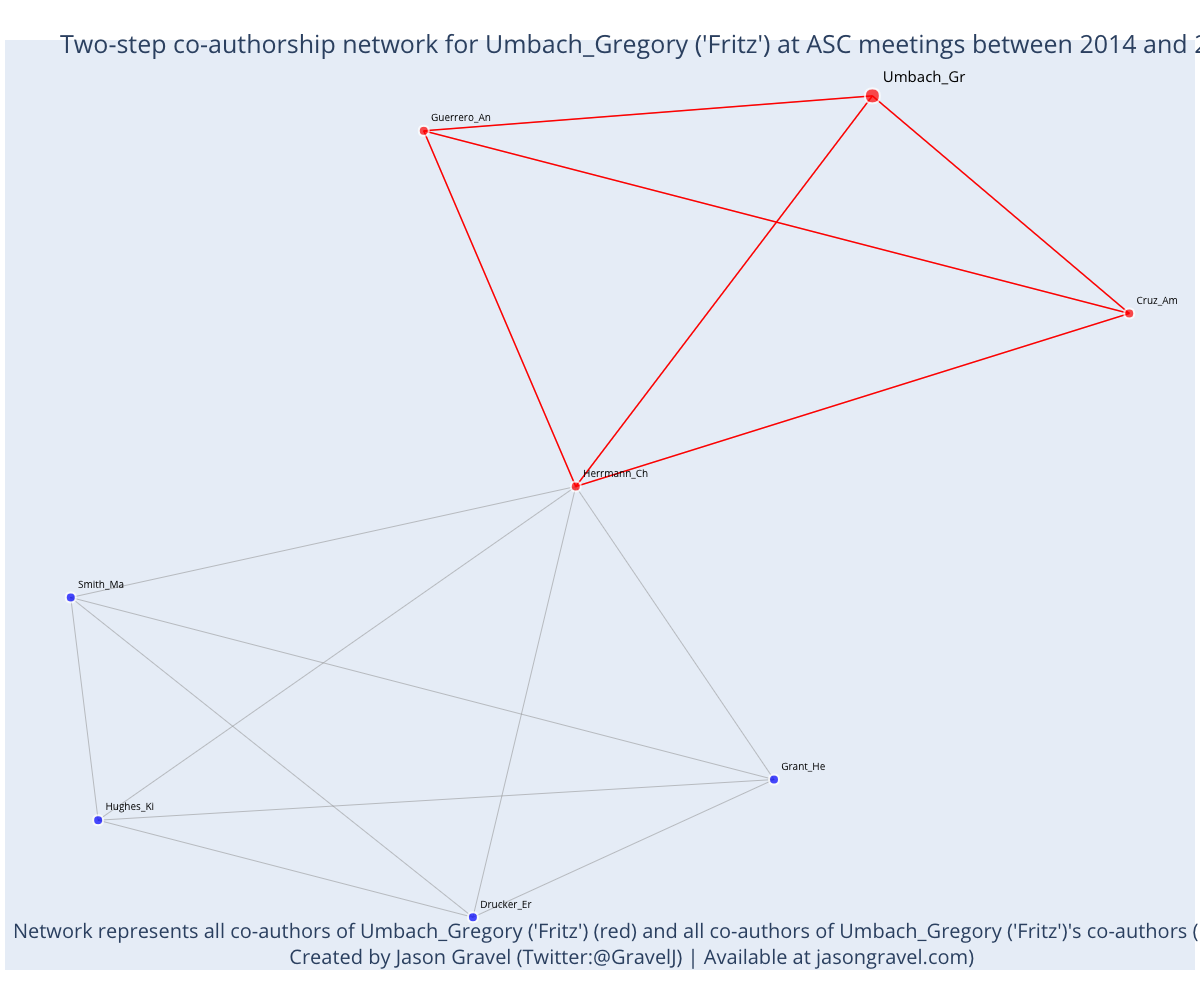 Two-step co-authorship network for Umbach_Gregory ('Fritz') at ASC meetings between 2014 and
Umbach_Gr
Guerrero_An
Cruz_Am
Herrmann_Ch
Smith_Ma
Grant_He
Hughes_Ki
Drucker_Er
Network represents all co-authors of Umbach_Gregory ('Fritz') (red) and all co-authors of Umbach_Gregory ('Fritz')'s co-authors (
Created by Jason Gravel (Twitter:@GravelJ) | Available at jasongravel.com)